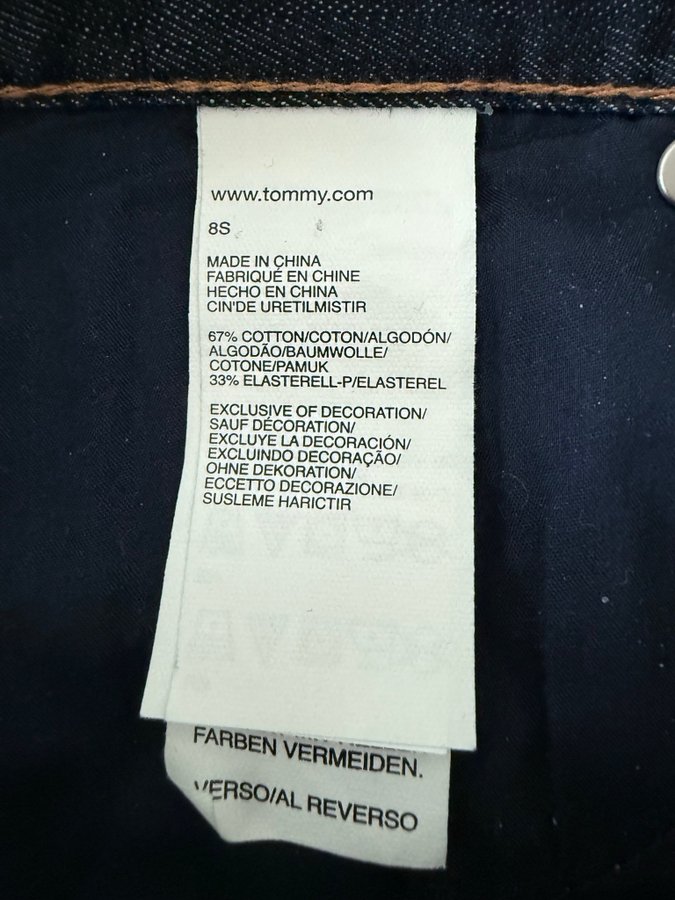 www.tommy.com
8S
MADE IN CHINA
FABRIQUÉ EN CHINE
HECHO EN CHINA
CIN'DE URETILMISTIR
67% COTTON/COTON/ALGODÓN/
ALGODÃO/BAUMWOLLE/
COTONE/PAMUK
33% ELASTERELL-P/ELASTEREL
EXCLUSIVE OF DECORATION/
SAUF DÉCORATION/
EXCLUYE LA DECORACIÓN/
EXCLUINDO DECORAÇÃO/
OHNE DEKORATION/
ECCETTO DECORAZIONE/
SUSLEME HARICTIR
FARBEN VERMEIDEN.
VERSO/AL REVERSO